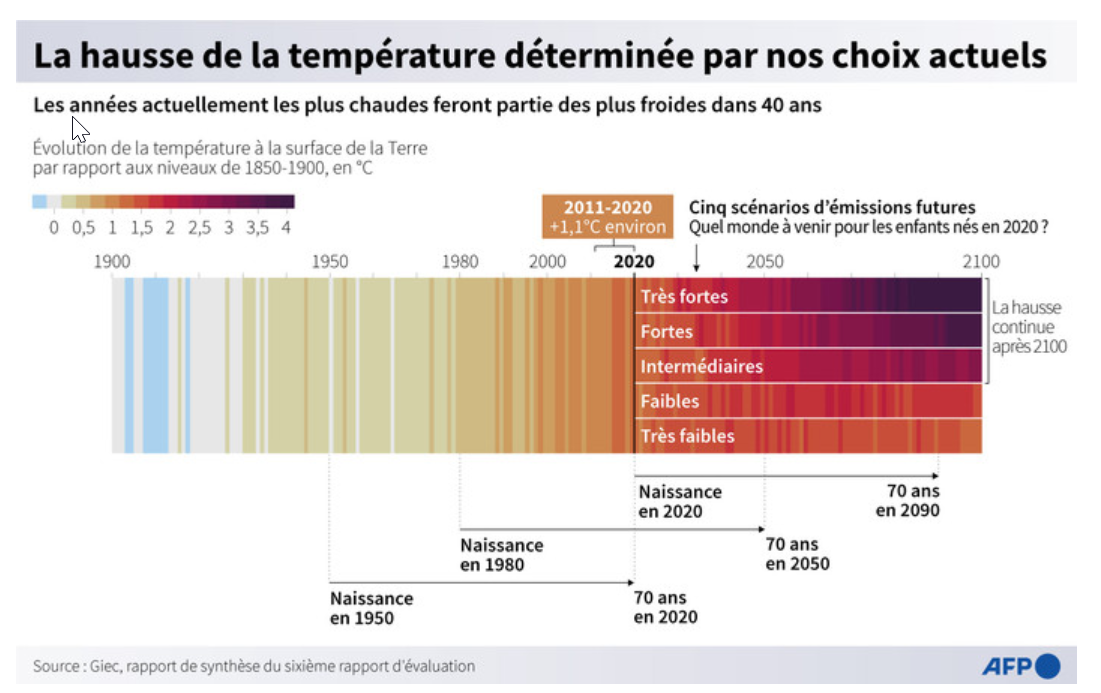 La hausse de la température déterminée par nos choix actuels
Les années actuellement les plus chaudes feront partie des plus froides dans 40 ans
Évolution de la température à la surface de la Terre
par rapport aux niveaux de 1850-1900, en °C
0 0,5 1 1,5 2 2,5 3 3,5 4
2011-2020
+1,1°C environ
Cinq scénarios d'émissions futures
Quel monde à venir pour les enfants nés en 2020 ?
1900 1950 1980 2000 2020 2050 2100
Très fortes
Fortes
Intermédiaires
Faibles
Très faibles
La hausse
continue
après 2100
Naissance
en 2020
70 ans
en 2090
Naissance
en 1980
70 ans
en 2050
Naissance
en 1950
70 ans
en 2020
Source : Giec, rapport de synthèse du sixième rapport d'évaluation
AFP